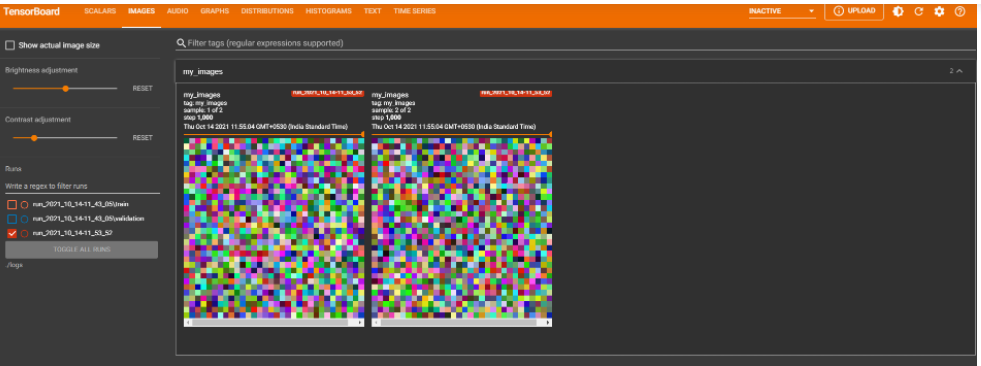 TensorBoard SCALARS IMAGES AUDIO GRAPHS DISTRIBUTIONS HISTOGRAMS TEXT TIME SERIES INACTIVE UPLOAD
Show actual image size
Filter tags (regular expressions supported)
Brightness adjustment
RESET
Contrast adjustment
RESET
Runs
Write a regex to filter runs
run_2021_10_14-11_43_05\train
run_2021_10_14-11_43_05\validation
run_2021_10_14-11_53_52
TOGGLE ALL RUNS
./logs
my_images 2
my_images run_2021_10_14-11_53_52
tag: my_images
sample: 1 of 2
step 1,000
Thu Oct 14 2021 11:55:04 GMT+0530 (India Standard Time)
my_images run_2021_10_14-11_53_52
tag: my_images
sample: 2 of 2
step 1,000
Thu Oct 14 2021 11:55:04 GMT+0530 (India Standard Time)